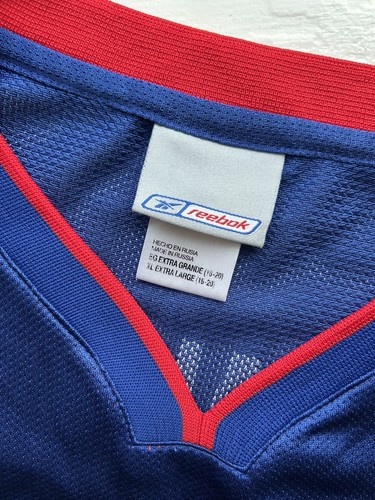 reebok
HECHO EN RUSIA
MADE IN RUSSIA
EG EXTRA GRANDE (18-20)
XL EXTRA LARGE (18-20)